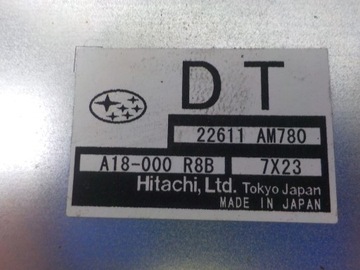 DT
22611 AM780
A18-000 R8B 7X23
Hitachi, Ltd. Tokyo Japan
MADE IN JAPAN